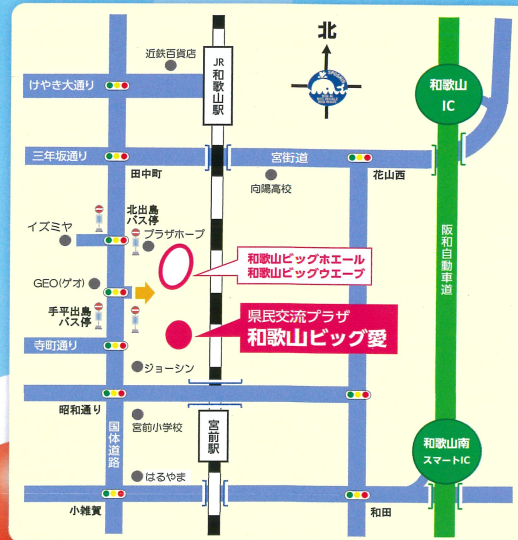 近鉄百貨店
北
JR
和歌山駅
けやき大通り
和歌山
IC
三年坂通り
宮街道
田中町
花山西
向陽高校
北出島
バス停
イズミヤ
プラザホープ
和歌山ビッグホエール
和歌山ビッグウエーブ
阪和自動車道
GEO(ゲオ)
手平出島
バス停
県民交流プラザ
和歌山ビッグ愛
寺町通り
ジョーシン
昭和通り
宮前小学校
国体道路
宮前駅
和歌山南
スマートIC
はるやま
小雑賀
和田